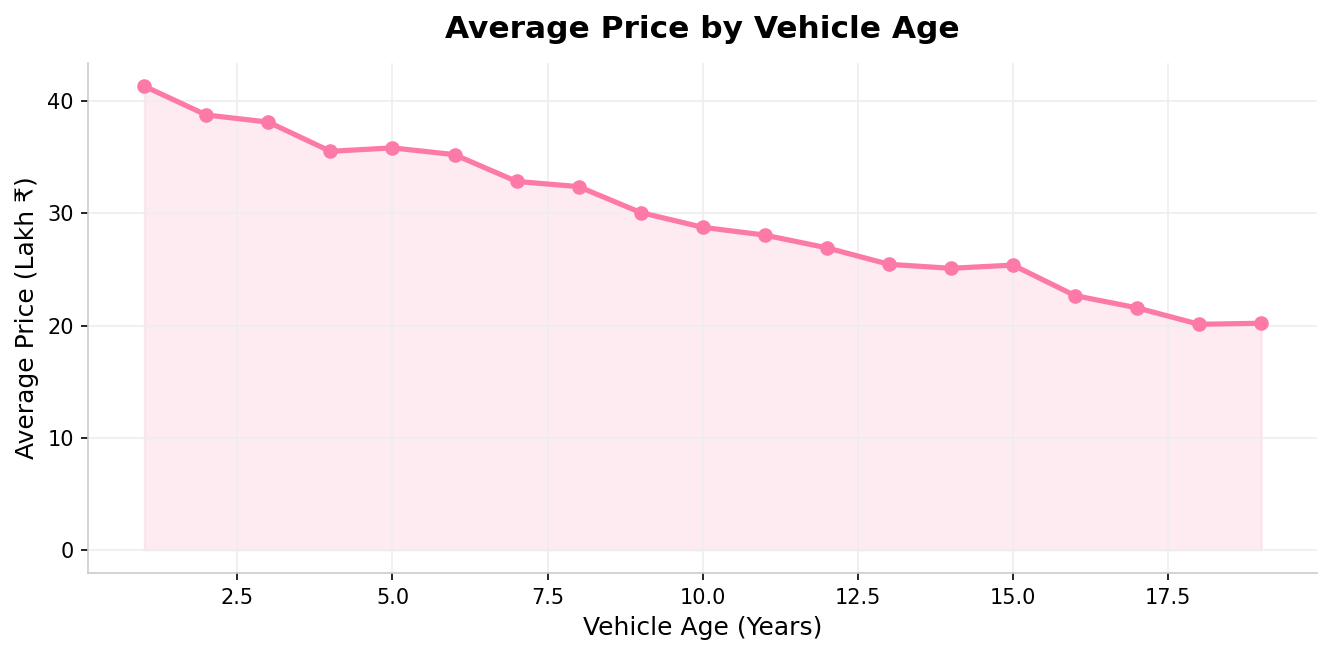 Average Price by Vehicle Age
Average Price (Lakh ₹)
40
30
20
10
0
2.5 5.0 7.5 10.0 12.5 15.0 17.5
Vehicle Age (Years)